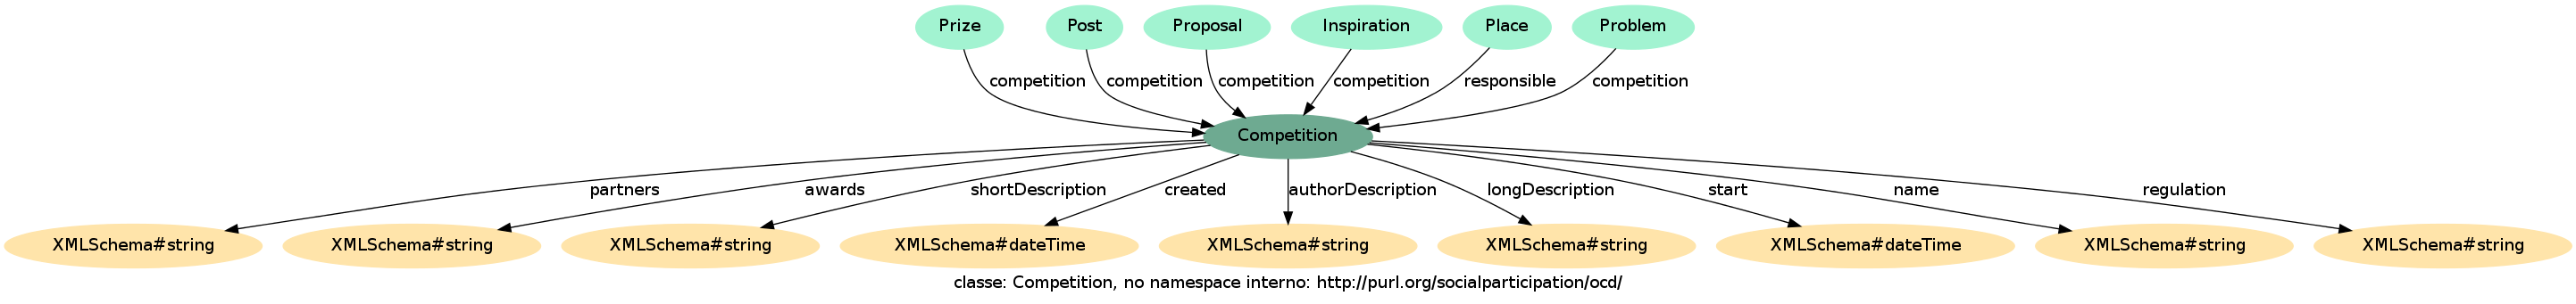 Prize Post Proposal Inspiration Place Problem
competition competition competition competition responsible competition
Competition
partners awards shortDescription created authorDescription longDescription start name regulation
XMLSchema#string XMLSchema#string XMLSchema#string XMLSchema#dateTime XMLSchema#string XMLSchema#string XMLSchema#dateTime XMLSchema#string XMLSchema#string
classe: Competition, no namespace interno: http://purl.org/socialparticipation/ocd/